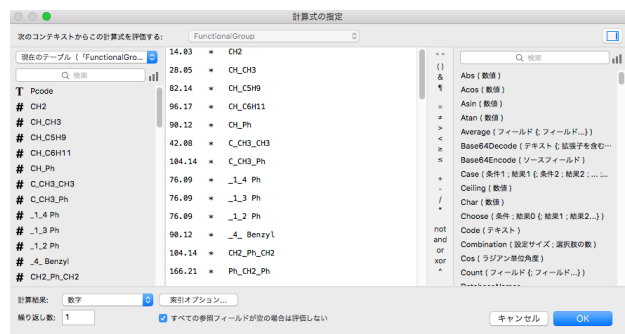 計算式の指定
次のコンテキストからこの計算式を評価する: FunctionalGroup
現在のテーブル (「FunctionalGro...
検索
T Pcode
# CH2
# CH_CH3
# CH_C5H9
# CH_C6H11
# CH_Ph
# C_CH3_CH3
# C_CH3_Ph
# _1_4 Ph
# _1_3 Ph
# _1_2 Ph
# _4_ Benzyl
# CH2_Ph_CH2
14.03 * CH2
28.05 * CH_CH3
82.14 * CH_C5H9
96.17 * CH_C6H11
90.12 * CH_Ph
42.08 * C_CH3_CH3
104.14 * C_CH3_Ph
76.09 * _1_4 Ph
76.09 * _1_3 Ph
76.09 * _1_2 Ph
90.12 * _4_ Benzyl
104.14 * CH2_Ph_CH2
166.21 * Ph_CH2_Ph
" "
( )
&
¶
=
≠
>
<
≥
≤
+
-
/
*
not
and
or
xor
^
検索
Abs ( 数値 )
Acos ( 数値 )
Asin ( 数値 )
Atan ( 数値 )
Average ( フィールド {; フィールド...} )
Base64Decode ( テキスト {; 拡張子を含む…
Base64Encode ( ソースフィールド )
Case ( 条件1 ; 結果1 {; 条件2 ; 結果2 ; ... ;...
Ceiling ( 数値 )
Char ( 数値 )
Choose ( 条件 ; 結果0 {; 結果1 ; 結果2...} )
Code ( テキスト )
Combination ( 設定サイズ ; 選択肢の数 )
Cos ( ラジアン単位角度 )
Count ( フィールド {; フィールド...} )
DatabaseNames
計算結果: 数字
索引オプション...
繰り返し数: 1
すべての参照フィールドが空の場合は評価しない
キャンセル
OK